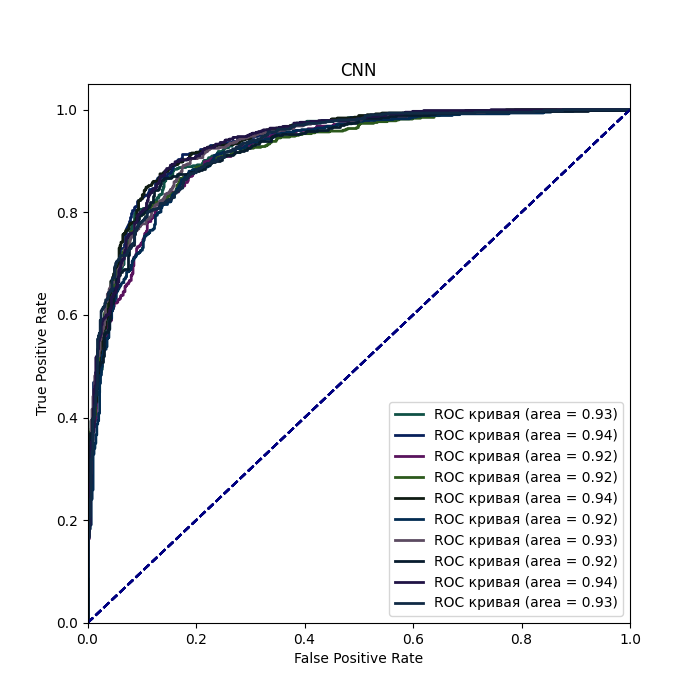 CNN
1.0
0.8
0.6
0.4
0.2
0.0
True Positive Rate
ROC кривая (area = 0.93)
ROC кривая (area = 0.94)
ROC кривая (area = 0.92)
ROC кривая (area = 0.92)
ROC кривая (area = 0.94)
ROC кривая (area = 0.92)
ROC кривая (area = 0.93)
ROC кривая (area = 0.92)
ROC кривая (area = 0.94)
ROC кривая (area = 0.93)
0.0 0.2 0.4 0.6 0.8 1.0
False Positive Rate